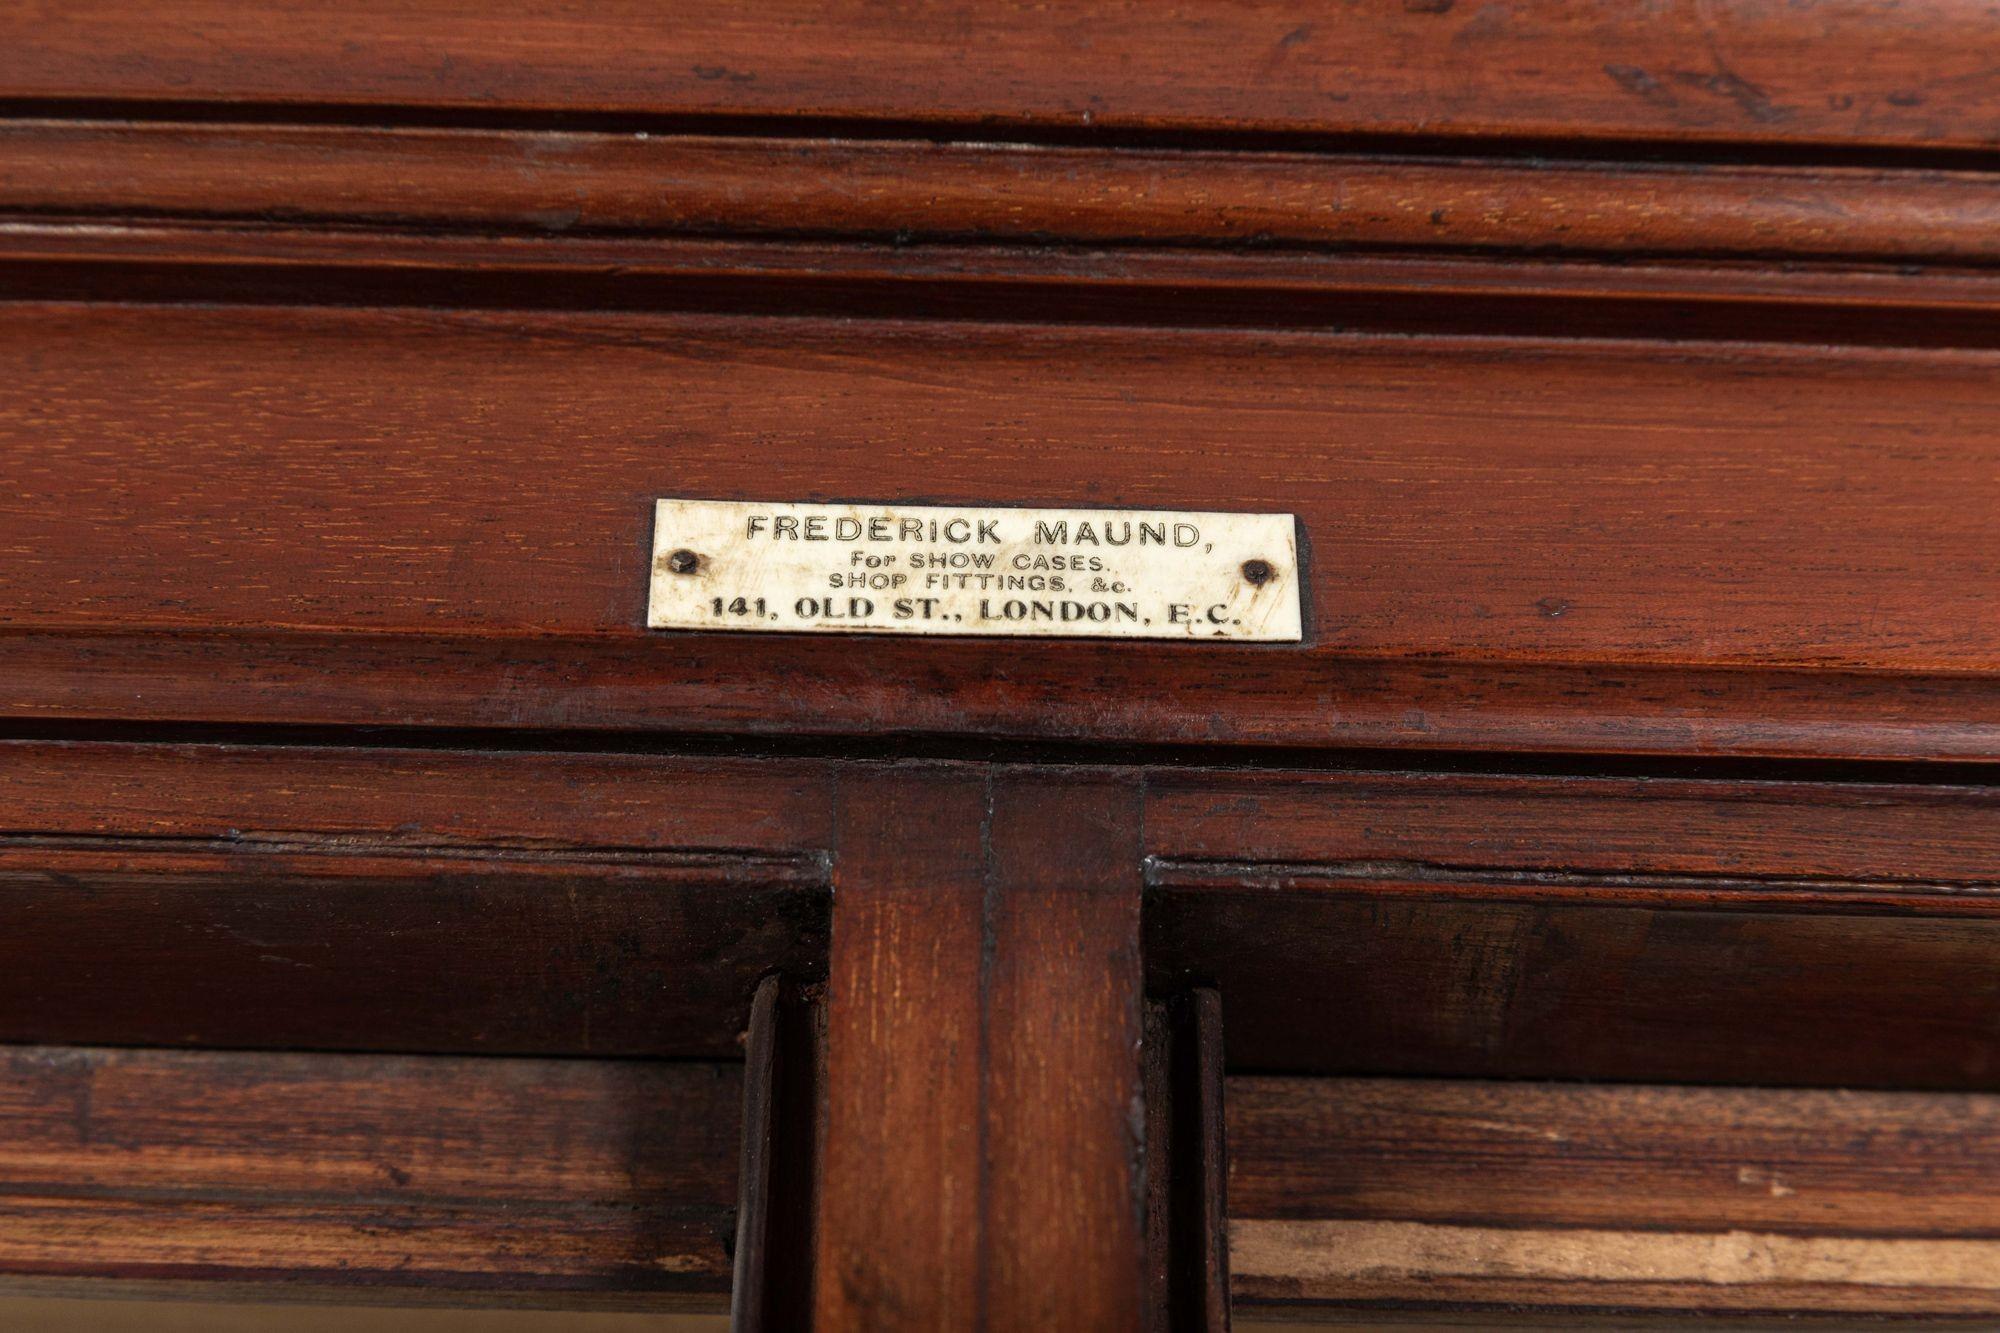 FREDERICK MAUND,
For SHOW CASES.
SHOP FITTINGS, &c.
141, OLD ST., LONDON, E.C.